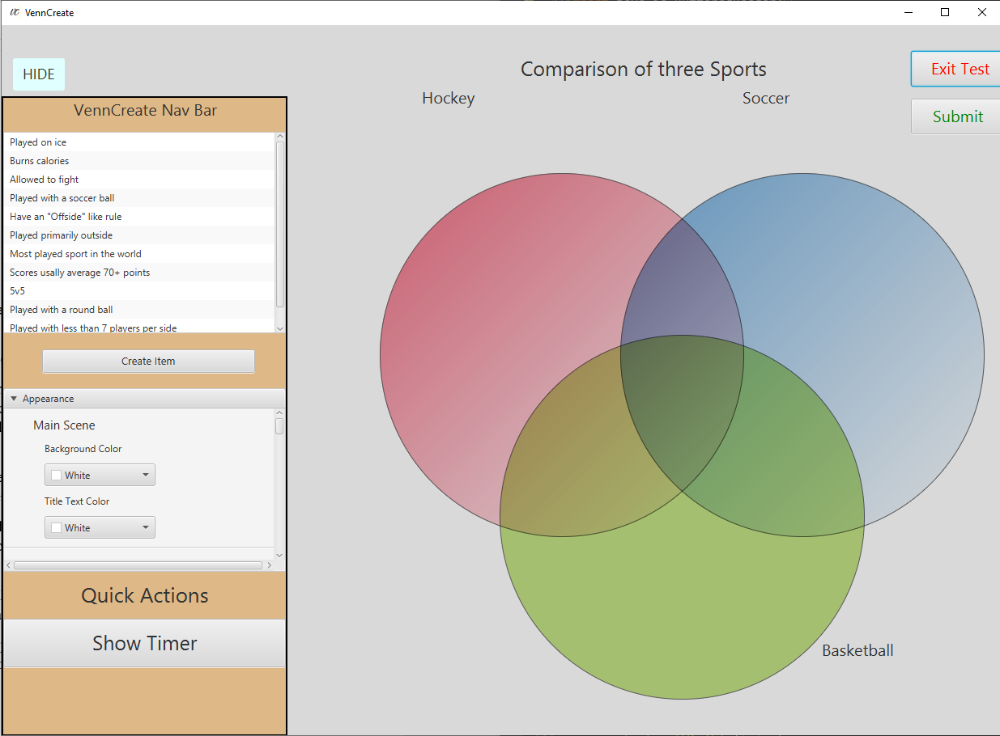 VennCreate
HIDE
Comparison of three Sports
Exit Test
Hockey
Soccer
Submit
VennCreate Nav Bar
Played on ice
Burns calories
Allowed to fight
Played with a soccer ball
Have an "Offside" like rule
Played primarily outside
Most played sport in the world
Scores usally average 70+ points
5v5
Played with a round ball
Played with less than 7 players per side
Create Item
Appearance
Main Scene
Background Color
White
Title Text Color
White
Quick Actions
Show Timer
Basketball